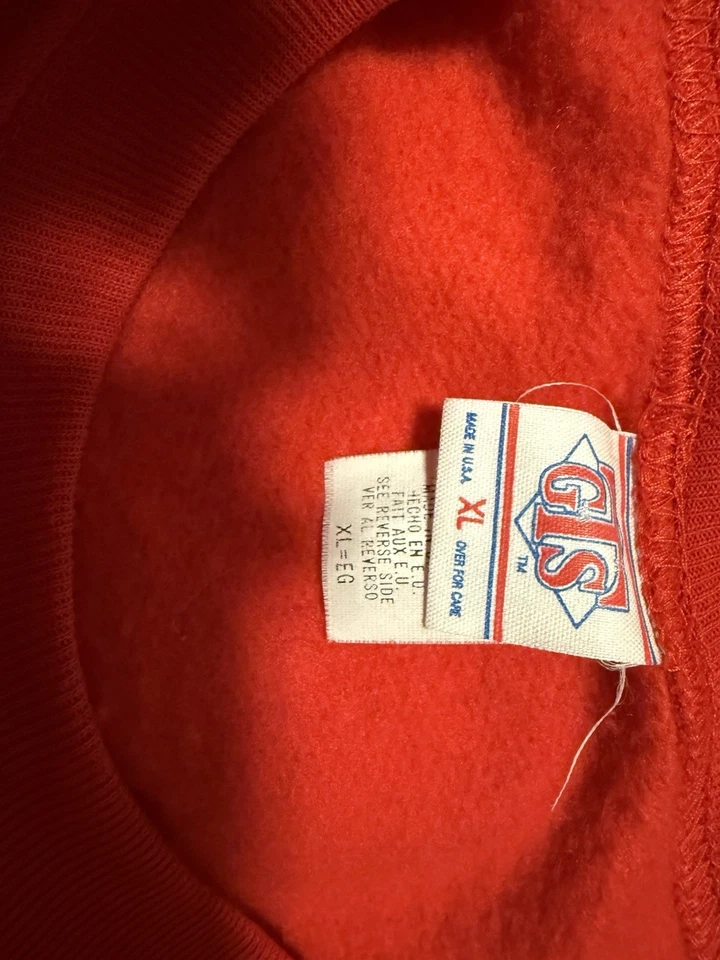 GTS
TM
XL
MADE IN U.S.A.
OVER FOR CARE
HECHO EN E.U.
FAIT AUX E.U.
SEE REVERSE SIDE
VER AL REVERSO
XL=EG